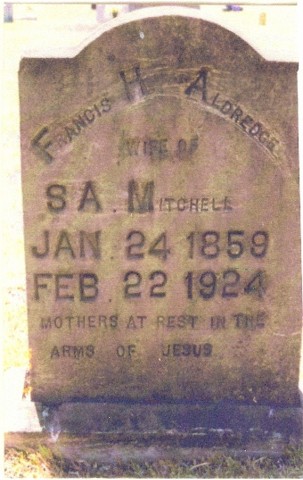 FRANCIS H. ALDREDGE
WIFE OF
S A. MITCHELL
JAN. 24 1859
FEB. 22 1924
MOTHERS AT REST IN THE
ARMS OF JESUS